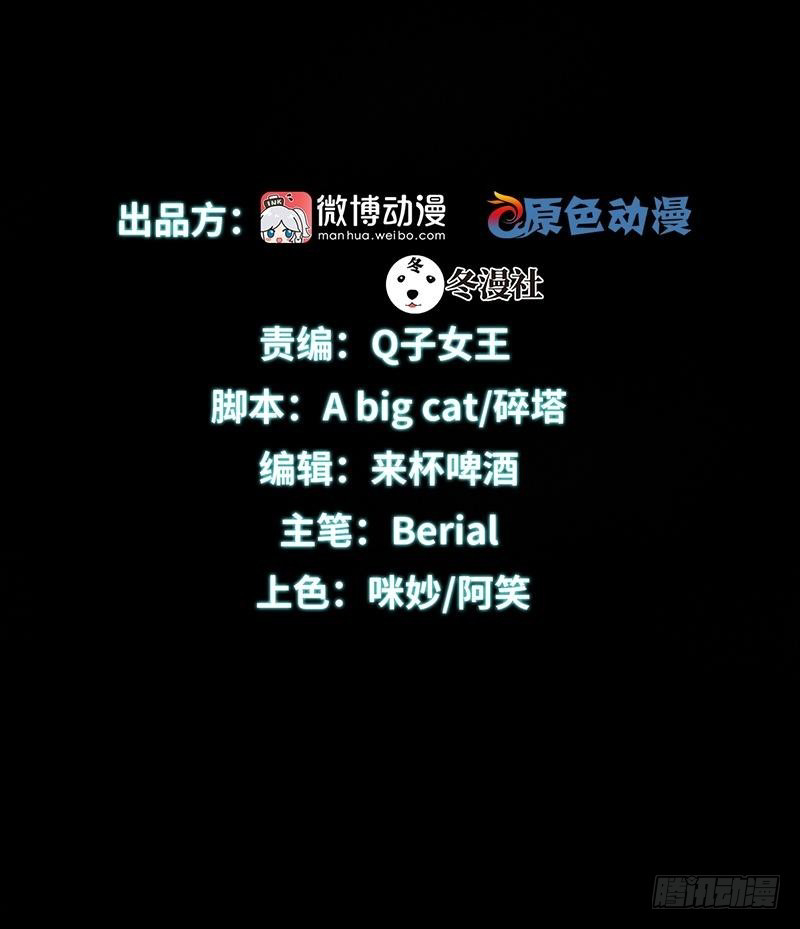 出品方：微博动漫 原色动漫
INK
manhua.weibo.com
冬 冬漫社
责编：Q子女王
脚本：A big cat/碎塔
编辑：来杯啤酒
主笔：Berial
上色：咪妙/阿笑
腾讯动漫